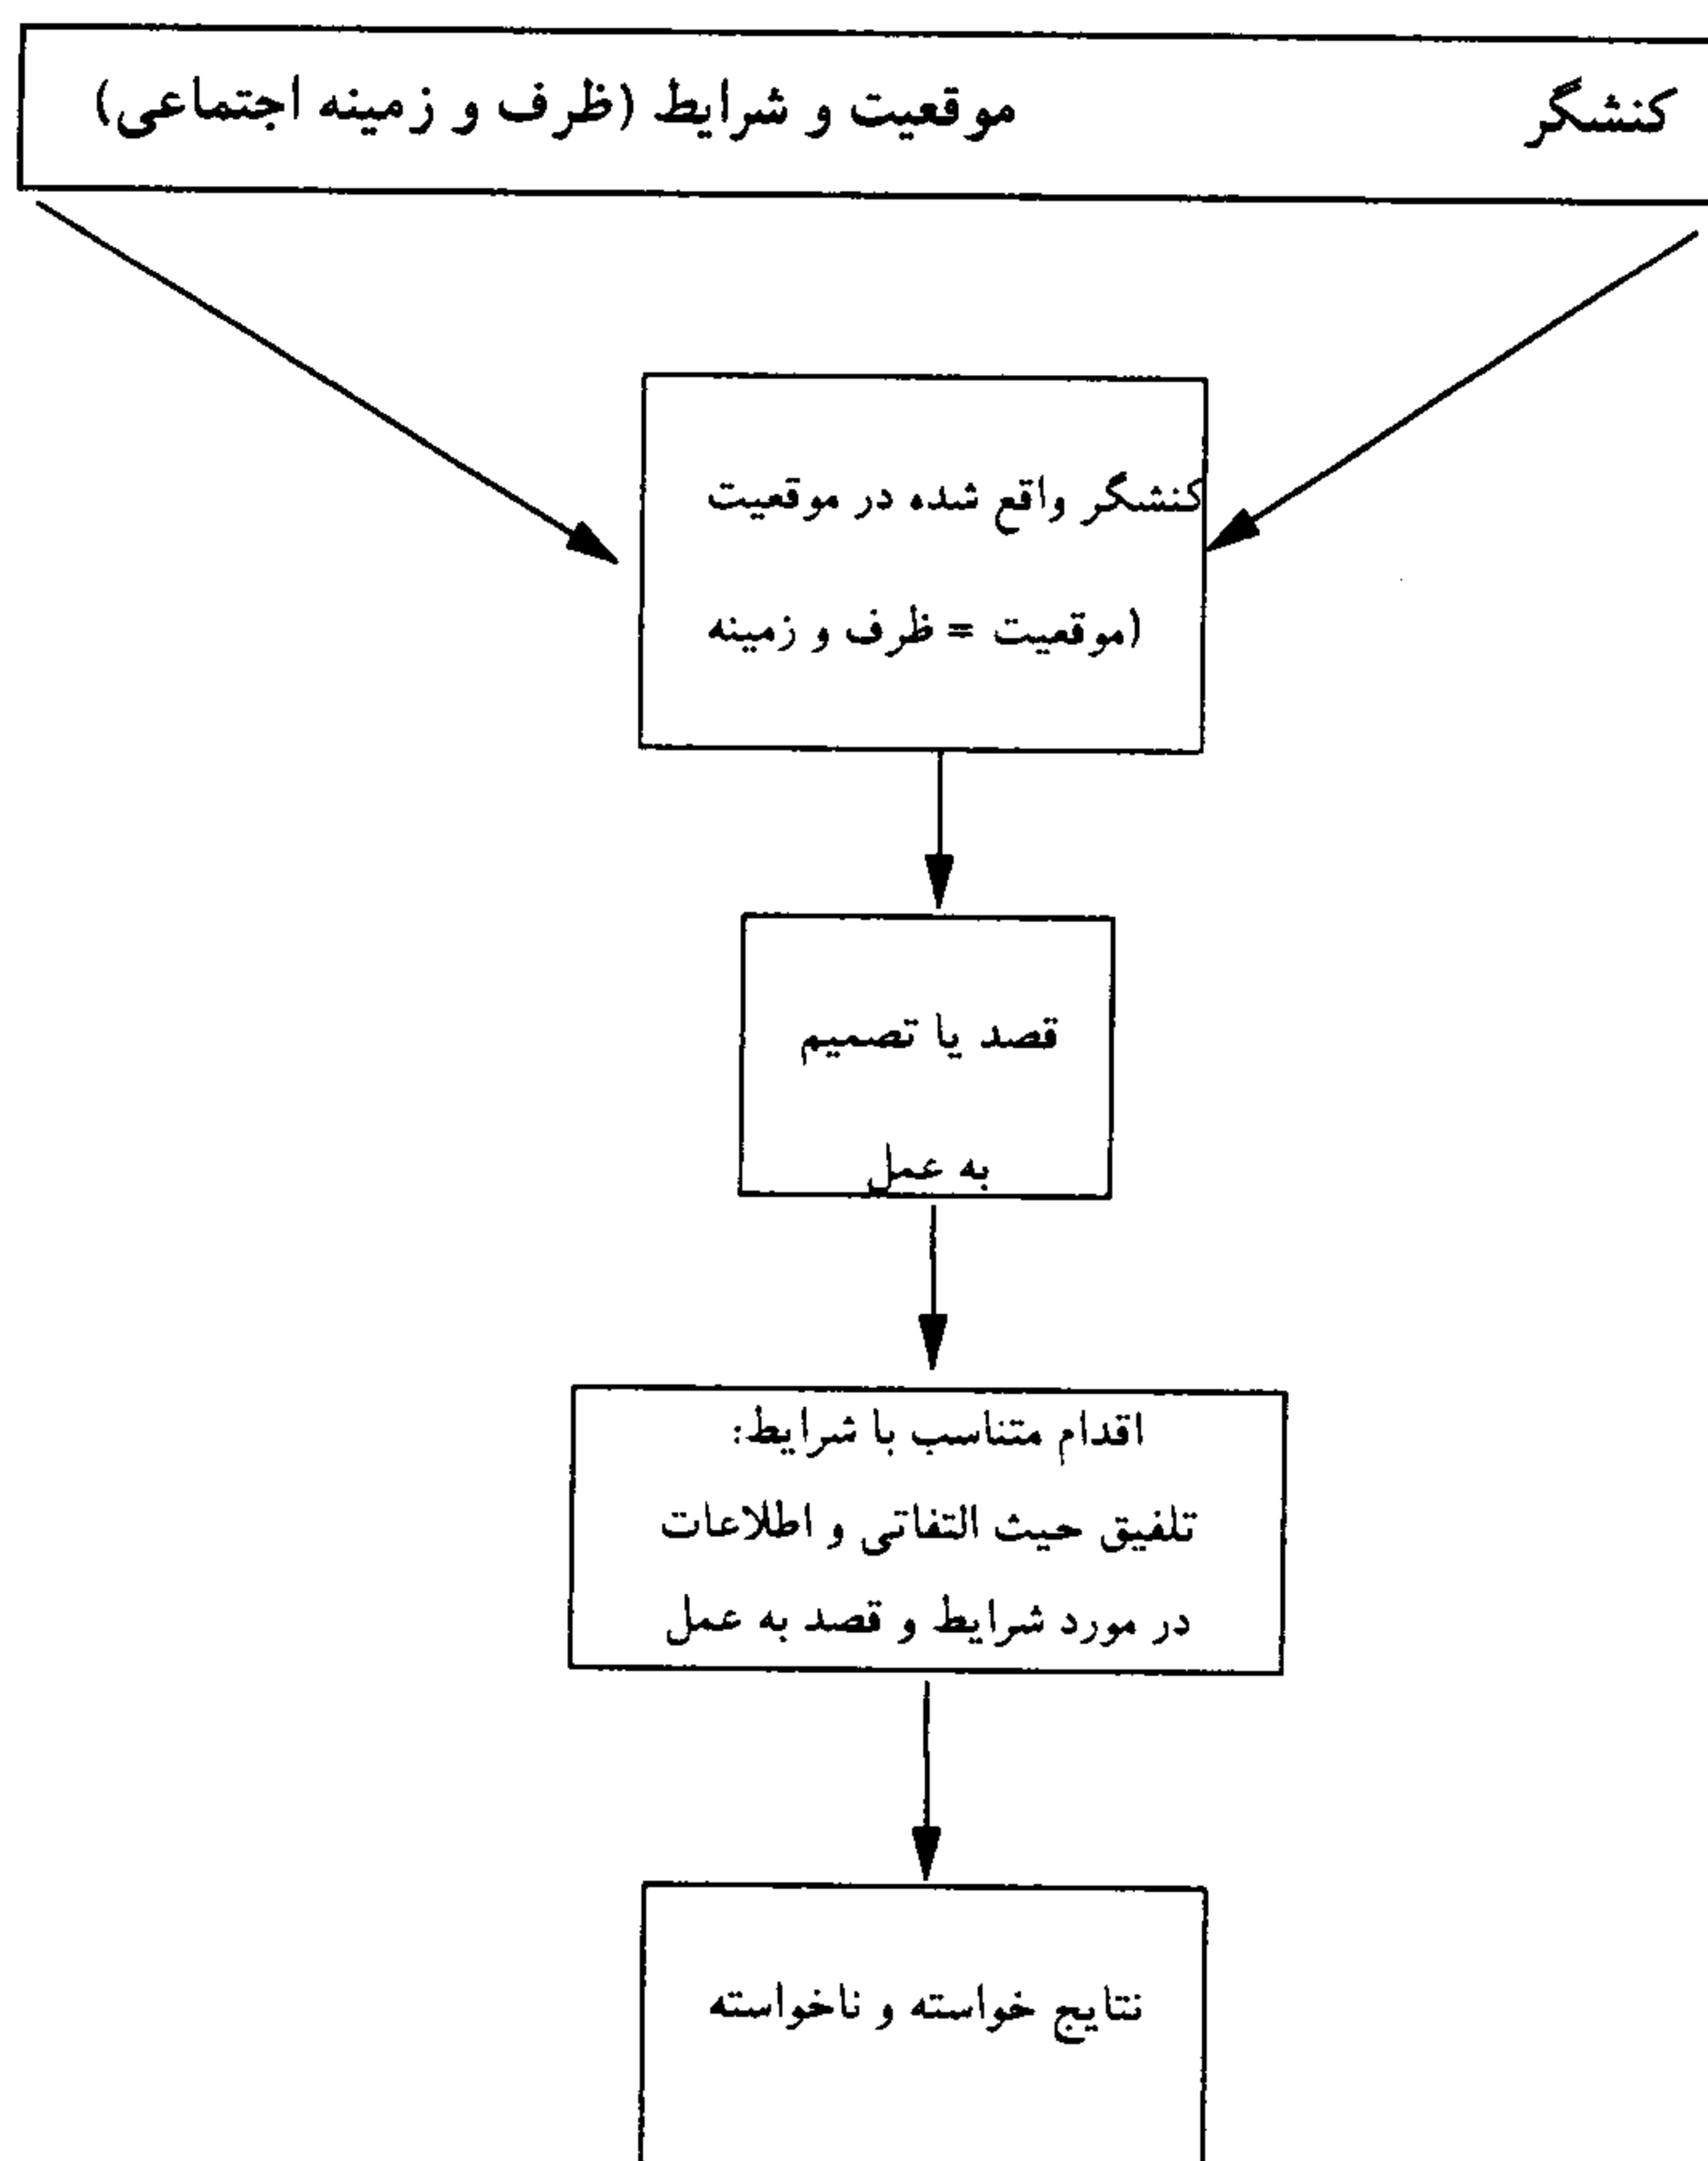 کنشگر موقعیت و شرایط (ظرف و زمینه اجتماعی)
کنشگر واقع شده در موقعیت
(موقعیت = ظرف و زمینه
قصد یا تصمیم
به عمل
اقدام متناسب با شرایط:
تلفیق حیث التفاتی و اطلاعات
در مورد شرایط و قصد به عمل
نتایج خواسته و ناخواسته